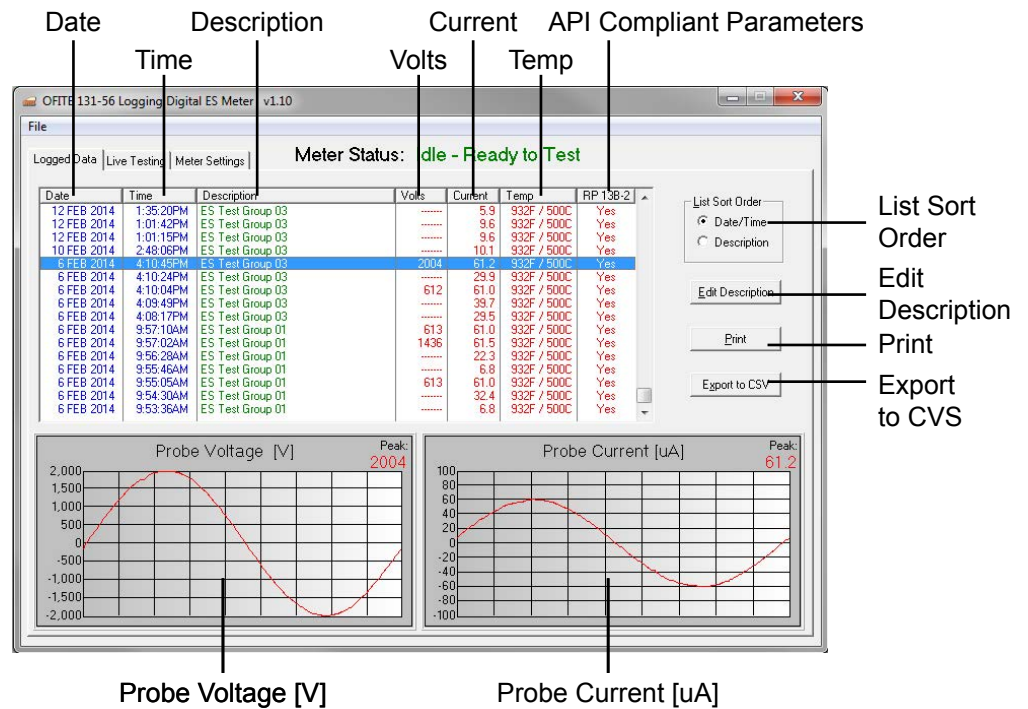 Date Description Current API Compliant Parameters
Time Volts Temp
OFITE 131-56 Logging Digital ES Meter v1.10
File
Logged Data Live Testing Meter Settings Meter Status: Idle - Ready to Test
Date Time Description Volts Current Temp RP 13B-2
12 FEB 2014 1:35:20PM ES Test Group 03 ------ 5.9 932F / 500C Yes
12 FEB 2014 1:01:42PM ES Test Group 03 ------ 9.6 932F / 500C Yes
12 FEB 2014 1:01:15PM ES Test Group 03 ------ 9.6 932F / 500C Yes
10 FEB 2014 2:48:06PM ES Test Group 03 ------ 10.1 932F / 500C Yes
6 FEB 2014 4:10:45PM ES Test Group 03 2004 61.2 932F / 500C Yes
6 FEB 2014 4:10:24PM ES Test Group 03 ------ 29.9 932F / 500C Yes
6 FEB 2014 4:10:04PM ES Test Group 03 612 61.0 932F / 500C Yes
6 FEB 2014 4:09:49PM ES Test Group 03 ------ 39.7 932F / 500C Yes
6 FEB 2014 4:08:17PM ES Test Group 03 ------ 29.5 932F / 500C Yes
6 FEB 2014 9:57:10AM ES Test Group 01 613 61.0 932F / 500C Yes
6 FEB 2014 9:57:02AM ES Test Group 01 1436 61.5 932F / 500C Yes
6 FEB 2014 9:56:28AM ES Test Group 01 ------ 22.3 932F / 500C Yes
6 FEB 2014 9:55:46AM ES Test Group 01 ------ 6.8 932F / 500C Yes
6 FEB 2014 9:55:05AM ES Test Group 01 613 61.0 932F / 500C Yes
6 FEB 2014 9:54:30AM ES Test Group 01 ------ 32.4 932F / 500C Yes
6 FEB 2014 9:53:36AM ES Test Group 01 ------ 6.8 932F / 500C Yes
List Sort Order
Date/Time
Description
Edit Description
Print
Export to CSV
List Sort
Order
Edit
Description
Print
Export
to CVS
Probe Voltage [V]
Peak:
2004
2,000
1,500
1,000
500
0
-500
-1,000
-1,500
-2,000
Probe Current [uA]
Peak:
61.2
100
80
60
40
20
0
-20
-40
-60
-80
-100
Probe Voltage [V] Probe Current [uA]